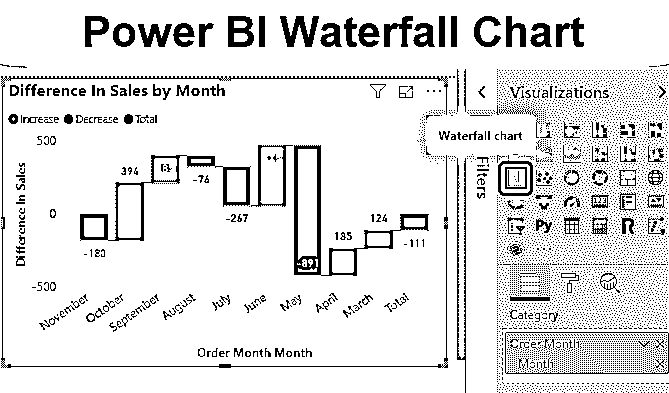 Power BI Waterfall Chart
Difference In Sales by Month
Increase Decrease Total
Difference In Sales
500
0
-500
-180
394
-76
-267
-891
185
124
-111
November
October
September
August
July
June
May
April
March
Total
Order Month Month
Waterfall chart
Filters
Visualizations
Py
R
Category
Order Month
Month